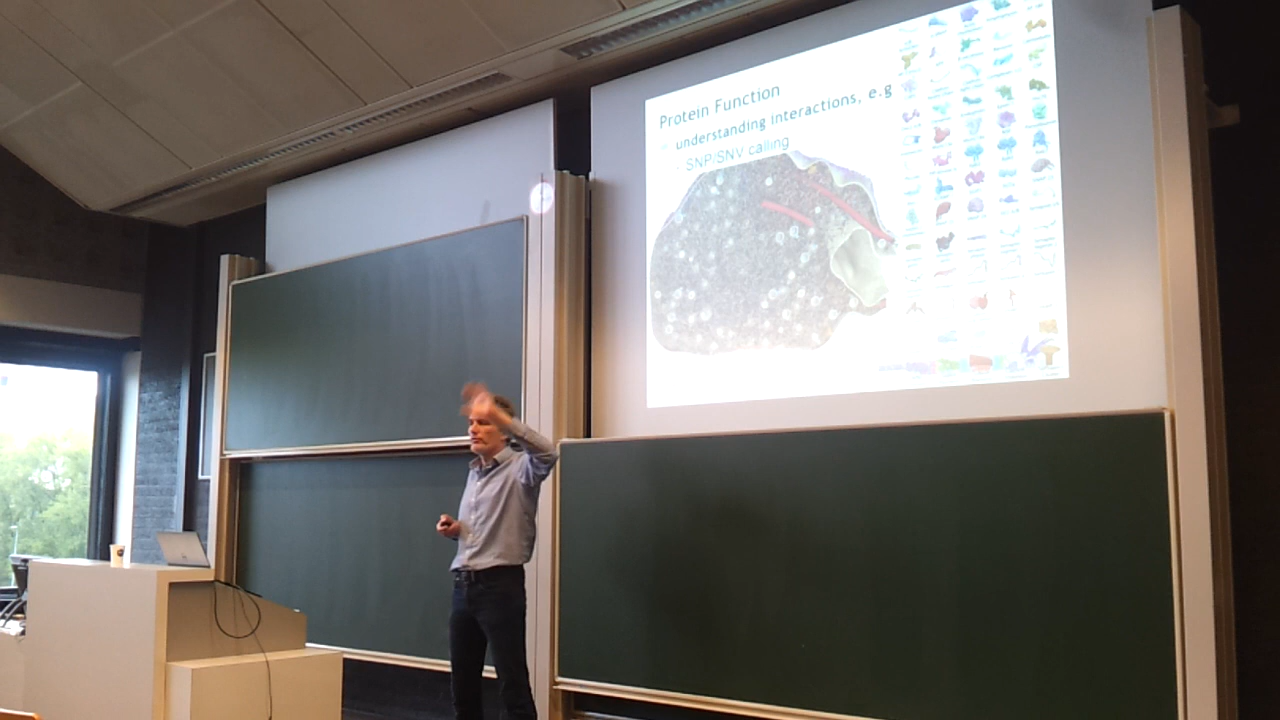 Protein Function
understanding interactions, e.g
- SNP/SNV calling